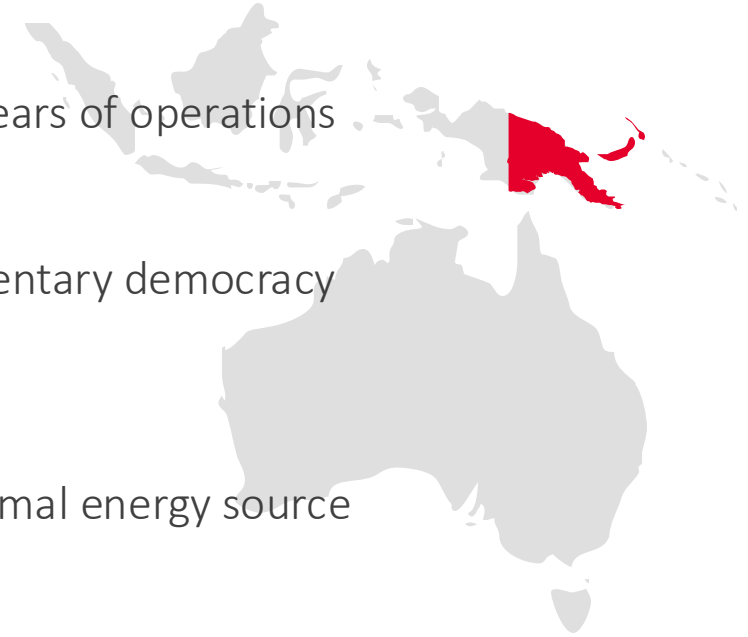 ears of operations
entary democracy
mal energy source